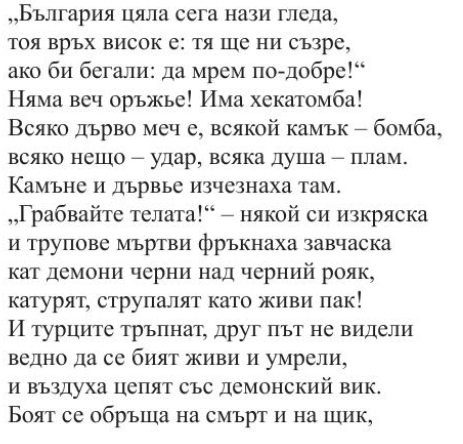 „България цяла сега нази гледа,
тоя връх висок е: тя ще ни съзре,
ако би бегали: да мрем по-добре!“
Няма веч оръжье! Има хекатомба!
Всяко дърво меч е, всякой камък – бомба,
всяко нещо – удар, всяка душа – плам.
Камъне и дървье изчезнаха там.
„Грабвайте телата!“ – някой си изкряска
и трупове мъртви фръкнаха завчаска
кат демони черни над черний рояк,
катурят, струпалят като живи пак!
И турците тръпнат, друг път не видели
ведно да се бият живи и умрели,
и въздуха цепят със демонский вик.
Боят се обръща на смърт и на щик,